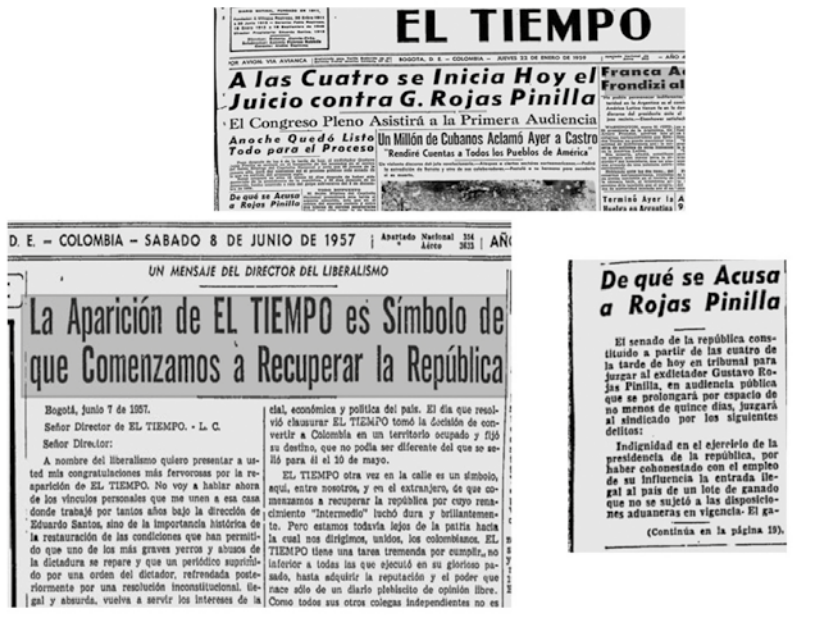 EL TIEMPO
BOGOTA, D. E. - COLOMBIA - JUEVES 22 DE ENERO DE 1959
A las Cuatro se Inicia Hoy el
Juicio contra G. Rojas Pinilla
El Congreso Pleno Asistirá a la Primera Audiencia
Anoche Quedó Listo
Todo para el Proceso
De qué se Acusa
a Rojas Pinilla
Un Millón de Cubanos Aclamó Ayer a Castro
"Rendiré Cuentas a Todos los Pueblos de América"
Franca A
Frondizi al
Terminó Ayer la
Huelga en Argentina
D. E. — COLOMBIA - SABADO 8 DE JUNIO DE 1957 | Apartado Nacional 354 | AÑO
Aéreo 3633
UN MENSAJE DEL DIRECTOR DEL LIBERALISMO
La Aparición de EL TIEMPO es Símbolo de
que Comenzamos a Recuperar la República
Bogotá, junio 7 de 1957.
Señor Director de EL TIEMPO. - L. C.
Señor Director:
A nombre del liberalismo quiero presentar a us-
ted mis congratulaciones más fervorosas por la re-
aparición de EL TIEMPO. No voy a hablar ahora
de los vínculos personales que me unen a esa casa
donde trabajé por tantos años bajo la dirección de
Eduardo Santos, sino de la importancia histórica de
la restauración de las condiciones que han permiti-
do que uno de los más graves yerros y abusos de
la dictadura se repare y que un periódico suprimi-
do por una orden del dictador, refrendada poste-
riormente por una resolución inconstitucional, ile-
gal y absurda, vuelva a servir los intereses de la
cial, económica y política del país. El día que resol-
vió clausurar EL TIEMPO tomó la decisión de con-
vertir a Colombia en un territorio ocupado y fijó
su destino, que no podía ser diferente del que se se-
lló para él el 10 de mayo.
EL TIEMPO otra vez en la calle es un símbolo,
aquí, entre nosotros, y en el extranjero, de que co-
menzamos a recuperar la república por cuyo rena-
cimiento "Intermedio" luchó dura y brillantemen-
te. Pero estamos todavía lejos de la patria hacia
la cual nos dirigimos, unidos, los colombianos. EL
TIEMPO tiene una tarea tremenda por cumplir, no
inferior a todas las que ejecutó en su glorioso pa-
sado, hasta adquirir la reputación y el poder que
nace sólo de un diario plebiscito de opinión libre.
Como todos sus otros colegas independientes no es
De qué se Acusa
a Rojas Pinilla
El senado de la república cons-
tituído a partir de las cuatro de
la tarde de hoy en tribunal para
juzgar al exdictador Gustavo Ro-
jas Pinilla, en audiencia pública
que se prolongará por espacio de
no menos de quince días, juzgará
al sindicado por los siguientes
delitos:
Indignidad en el ejercicio de la
presidencia de la república, por
haber cohonestado con el empleo
de su influencia la entrada ile-
gal al país de un lote de ganado
que no se sujetó a las disposicio-
nes aduaneras en vigencia. El ga-
(Continúa en la página 19).